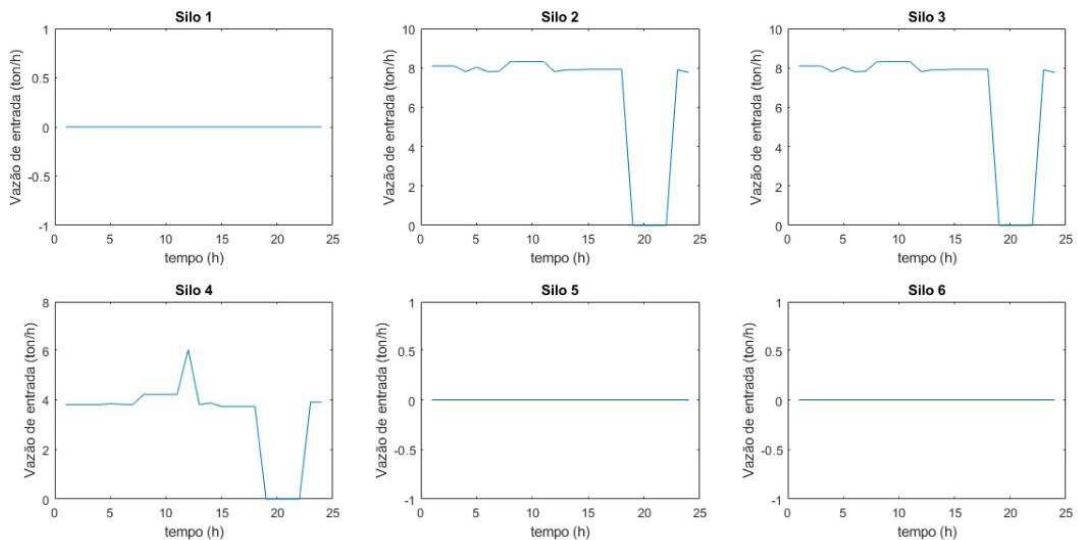 Silo 1
Vazão de entrada (ton/h)
1
0.5
0
-0.5
-1
0 5 10 15 20 25
tempo (h)
Silo 2
Vazão de entrada (ton/h)
10
8
6
4
2
0
0 5 10 15 20 25
tempo (h)
Silo 3
Vazão de entrada (ton/h)
10
8
6
4
2
0
0 5 10 15 20 25
tempo (h)
Silo 4
Vazão de entrada (ton/h)
8
6
4
2
0
0 5 10 15 20 25
tempo (h)
Silo 5
Vazão de entrada (ton/h)
1
0.5
0
-0.5
-1
0 5 10 15 20 25
tempo (h)
Silo 6
Vazão de entrada (ton/h)
1
0.5
0
-0.5
-1
0 5 10 15 20 25
tempo (h)